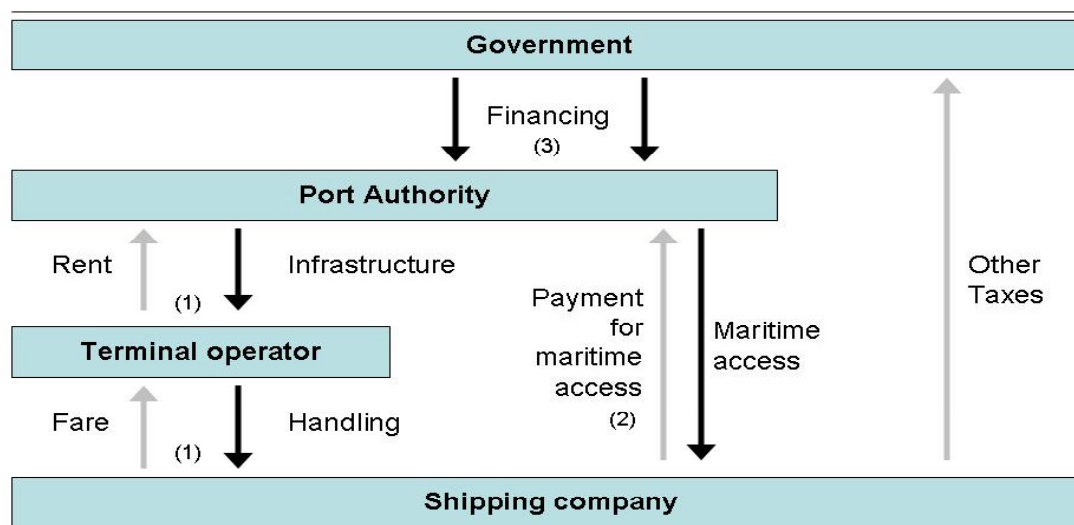 Government
Financing
(3)
Port Authority
Rent
Infrastructure
(1)
Payment
for
maritime
access
(2)
Maritime
access
Other
Taxes
Terminal operator
Fare
Handling
(1)
Shipping company